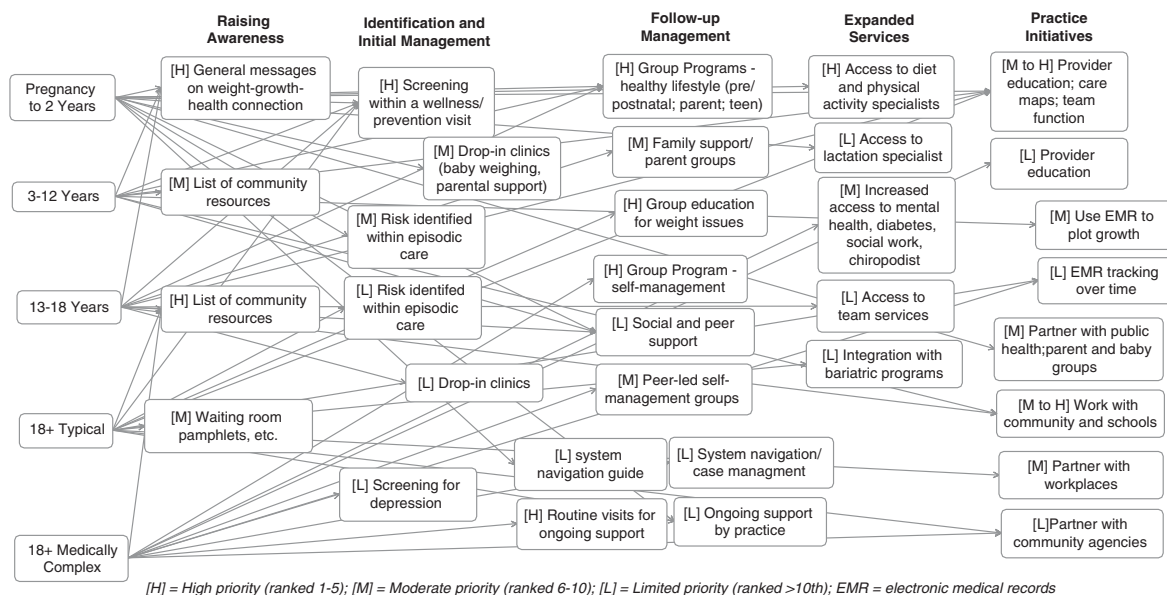 Raising
Awareness
Identification and
Initial Management
Follow-up
Management
Expanded
Services
Practice
Initiatives
Pregnancy
to 2 Years
3-12 Years
13-18 Years
18+ Typical
18+ Medically
Complex
[H] General messages
on weight-growth-
health connection
[M] List of community
resources
[H] List of community
resources
[M] Waiting room
pamphlets, etc.
[H] Screening
within a wellness/
prevention visit
[M] Drop-in clinics
(baby weighing,
parental support)
[M] Risk identified
within episodic
care
[L] Risk identifed
within episodic
care
[L] Drop-in clinics
[L] Screening for
depression
[L] system
navigation guide
[H] Routine visits for
ongoing support
[H] Group Programs -
healthy lifestyle (pre/
postnatal; parent; teen)
[M] Family support/
parent groups
[H] Group education
for weight issues
[H] Group Program -
self-management
[L] Social and peer
support
[M] Peer-led self-
management groups
[L] System navigation/
case managment
[L] Ongoing support
by practice
[H] Access to diet
and physical
activity specialists
[L] Access to
lactation specialist
[M] Increased
access to mental
health, diabetes,
social work,
chiropodist
[L] Access to
team services
[L] Integration with
bariatric programs
[M to H] Provider
education; care
maps; team
function
[L] Provider
education
[M] Use EMR to
plot growth
[L] EMR tracking
over time
[M] Partner with public
health;parent and baby
groups
[M to H] Work with
community and schools
[M] Partner with
workplaces
[L]Partner with
community agencies
[H] = High priority (ranked 1-5); [M] = Moderate priority (ranked 6-10); [L] = Limited priority (ranked >10th); EMR = electronic medical records